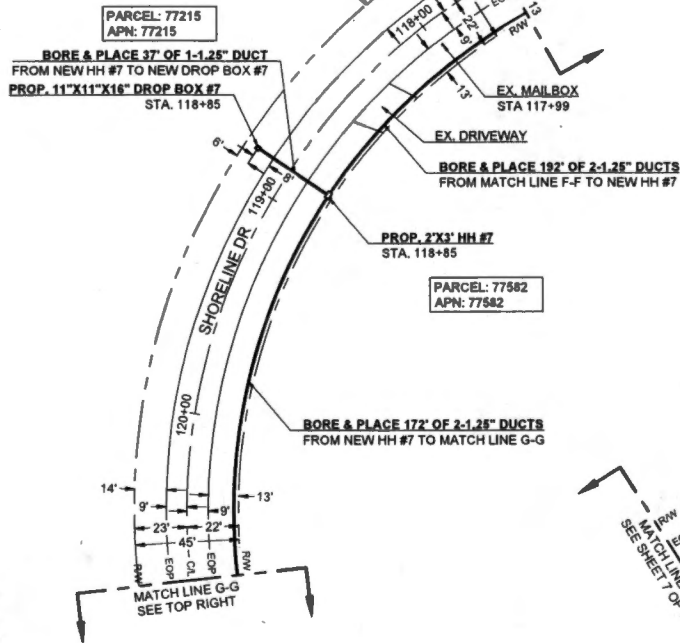 PARCEL: 77215
APN: 77215
BORE & PLACE 37' OF 1-1.25" DUCT
FROM NEW HH #7 TO NEW DROP BOX #7
PROP. 11"X11"X16" DROP BOX #7
STA. 118+85
6'
8'
118+00
9'
22'
EOP
R/W
13
13'
EX. MAILBOX
STA 117+99
EX. DRIVEWAY
BORE & PLACE 192' OF 2-1.25" DUCTS
FROM MATCH LINE F-F TO NEW HH #7
119+00
SHORELINE DR
PROP. 2'X3' HH #7
STA. 118+85
PARCEL: 77582
APN: 77582
120+00
BORE & PLACE 172' OF 2-1.25" DUCTS
FROM NEW HH #7 TO MATCH LINE G-G
14'
13'
9'
9'
23'
22'
45'
R/W
EOP
C/L
EOP
R/W
MATCH LINE G-G
SEE TOP RIGHT
R/W
MATCH LINE
SEE SHEET 7 OF